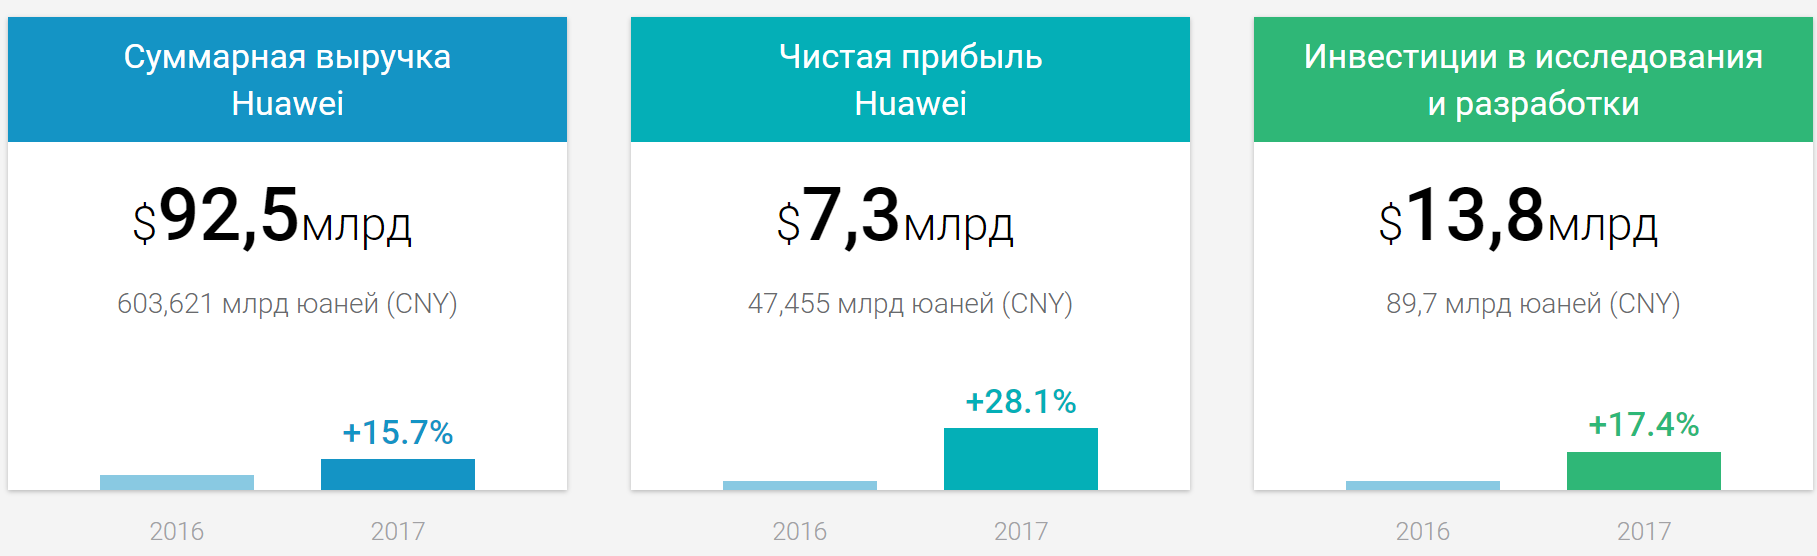 Суммарная выручка
Huawei
$92,5млрд
603,621 млрд юаней (CNY)
+15.7%
2016
2017
Чистая прибыль
Huawei
$7,3млрд
47,455 млрд юаней (CNY)
+28.1%
2016
2017
Инвестиции в исследования
и разработки
$13,8млрд
89,7 млрд юаней (CNY)
+17.4%
2016
2017